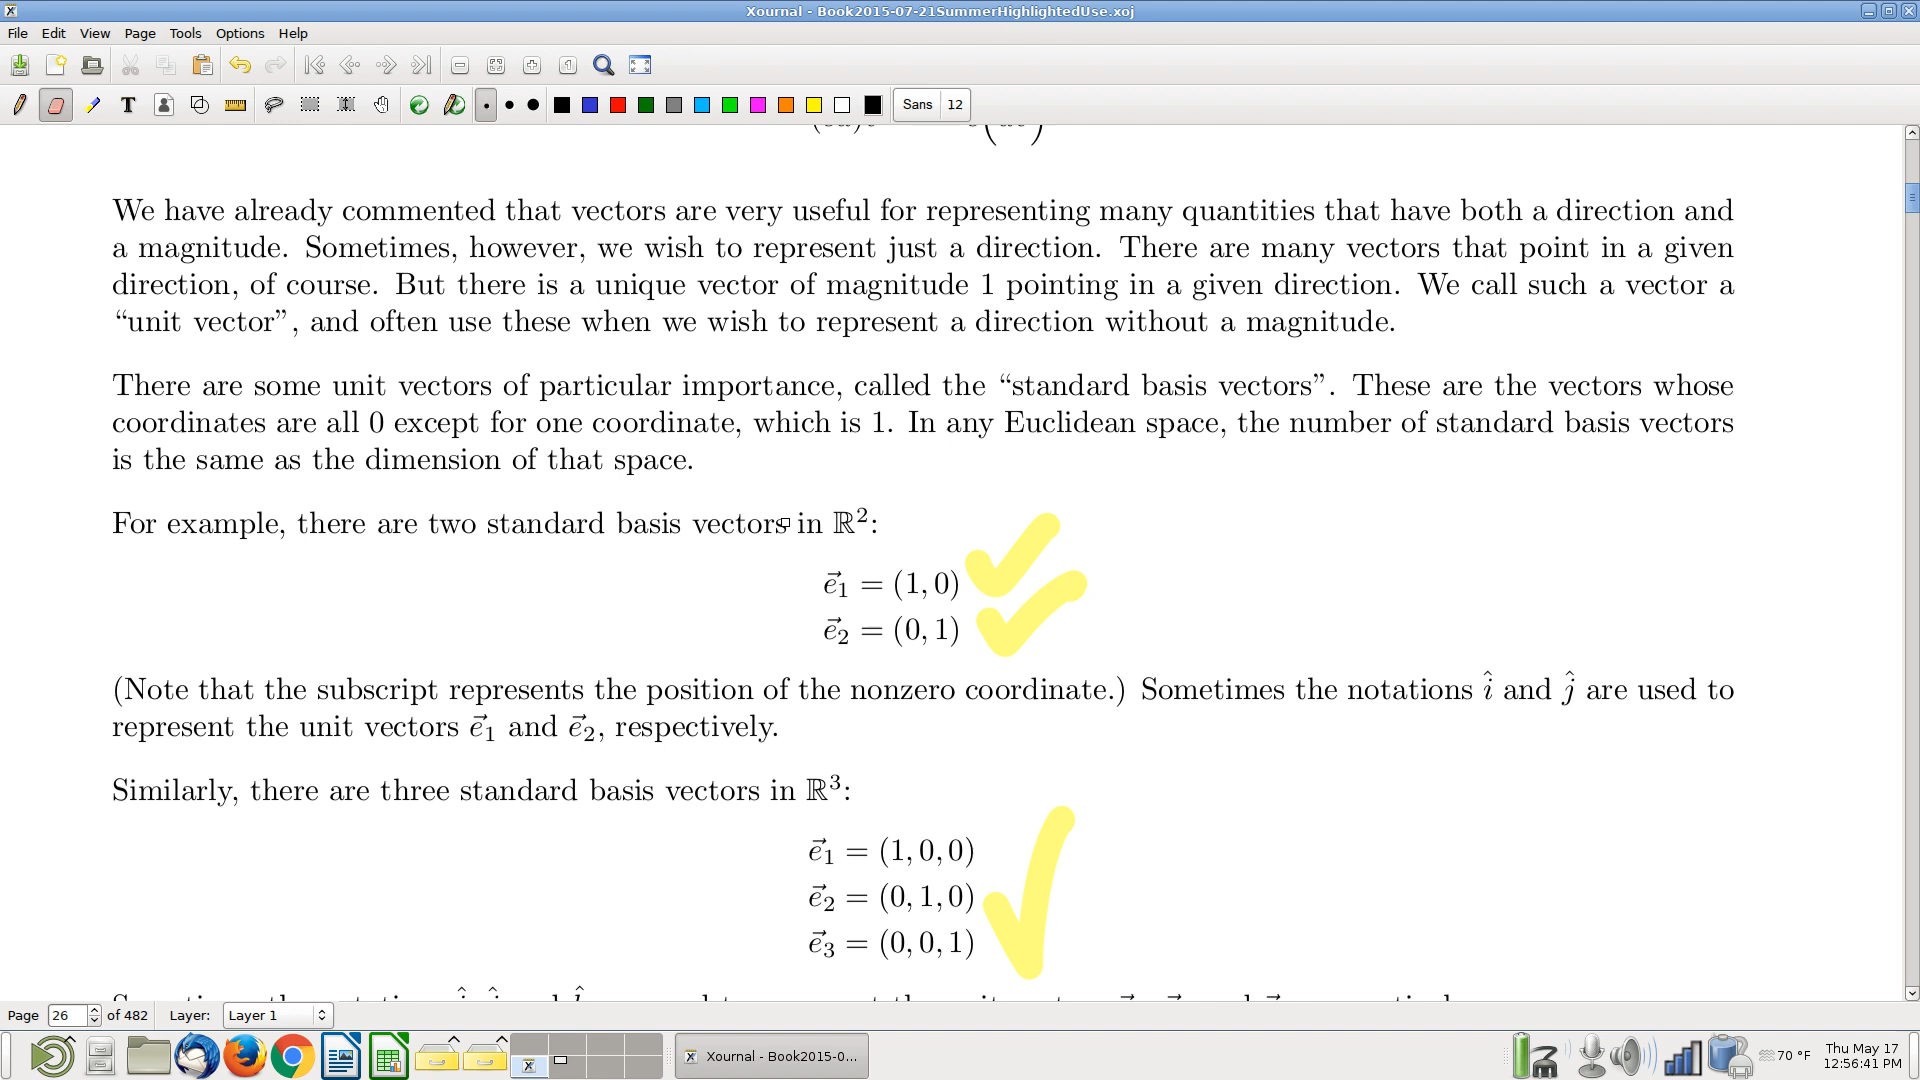 Xournal - Book2015-07-21SummerHighlightedUse.xoj
File Edit View Page Tools Options Help
Sans 12
We have already commented that vectors are very useful for representing many quantities that have both a direction and
a magnitude. Sometimes, however, we wish to represent just a direction. There are many vectors that point in a given
direction, of course. But there is a unique vector of magnitude 1 pointing in a given direction. We call such a vector a
“unit vector”, and often use these when we wish to represent a direction without a magnitude.
There are some unit vectors of particular importance, called the “standard basis vectors”. These are the vectors whose
coordinates are all 0 except for one coordinate, which is 1. In any Euclidean space, the number of standard basis vectors
is the same as the dimension of that space.
For example, there are two standard basis vectors in ℝ²:
e⃗₁ = (1, 0)
e⃗₂ = (0, 1)
(Note that the subscript represents the position of the nonzero coordinate.) Sometimes the notations î and ĵ are used to
represent the unit vectors e⃗₁ and e⃗₂, respectively.
Similarly, there are three standard basis vectors in ℝ³:
e⃗₁ = (1, 0, 0)
e⃗₂ = (0, 1, 0)
e⃗₃ = (0, 0, 1)
Page 26 of 482 Layer: Layer 1
Xournal - Book2015-0...
70 °F
Thu May 17
12:56:41 PM